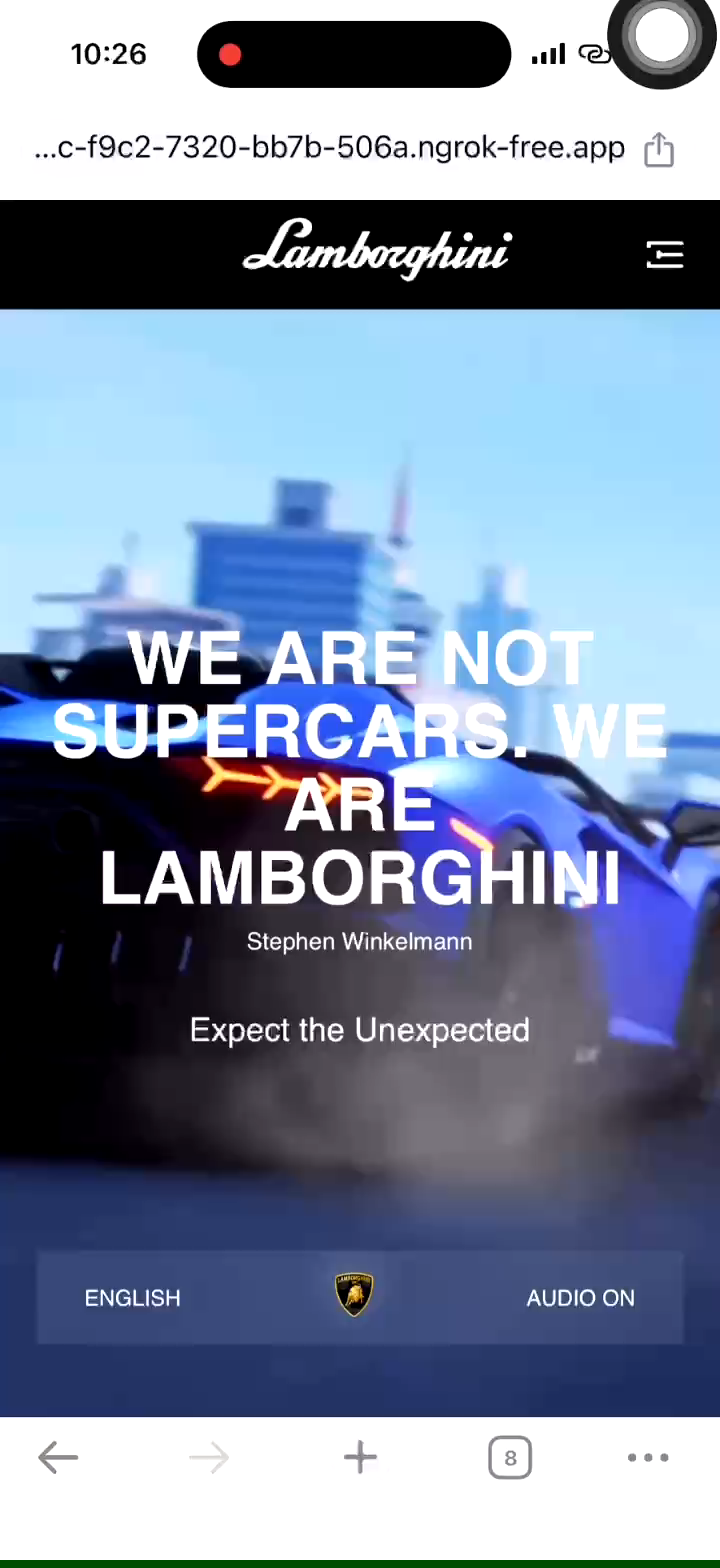 10:26
...c-f9c2-7320-bb7b-506a.ngrok-free.app
Lamborghini
WE ARE NOT
SUPERCARS. WE
ARE
LAMBORGHINI
Stephen Winkelmann
Expect the Unexpected
ENGLISH
LAMBORGHINI
AUDIO ON
8